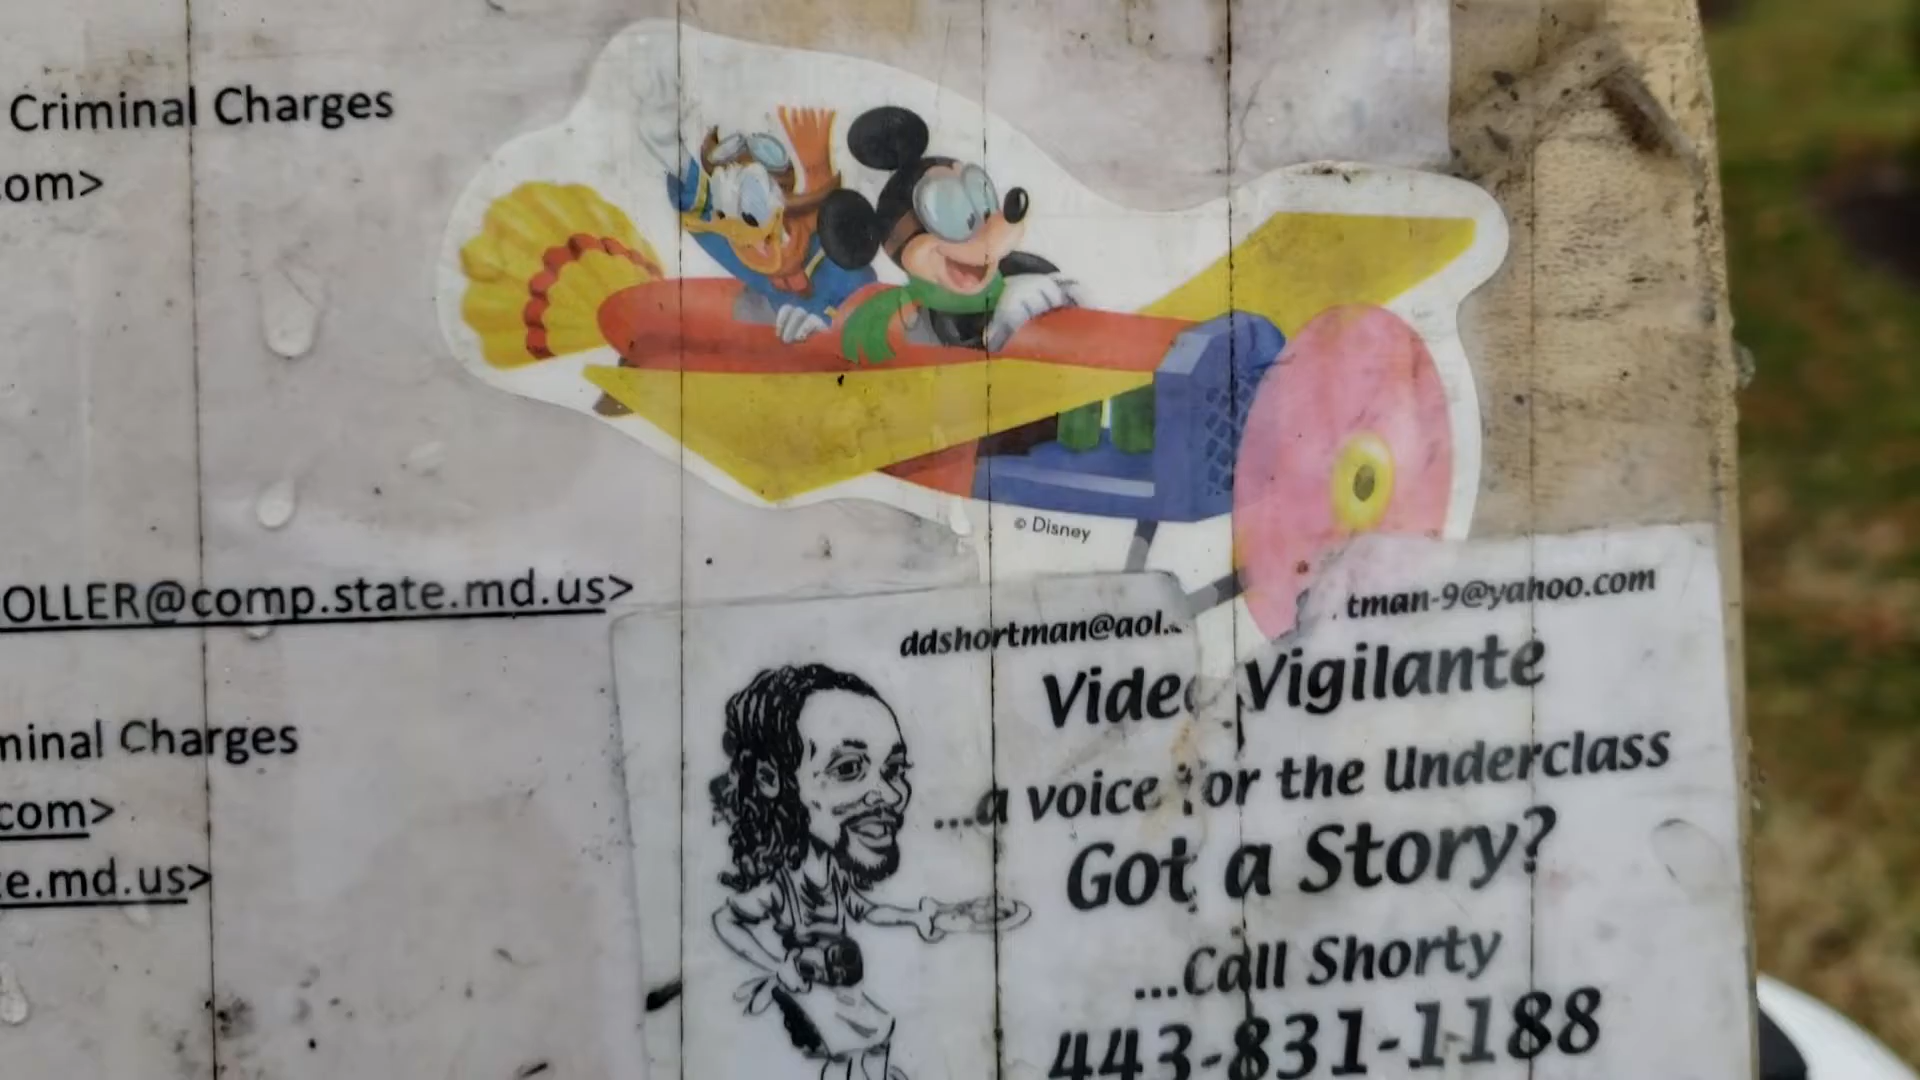 Criminal Charges
om>
© Disney
OLLER@comp.state.md.us>
tman-9@yahoo.com
ddshortman@aol.
Video Vigilante
...a voice for the Underclass
minal Charges
Got a Story?
com>
te.md.us>
...Call Shorty
443-831-1188